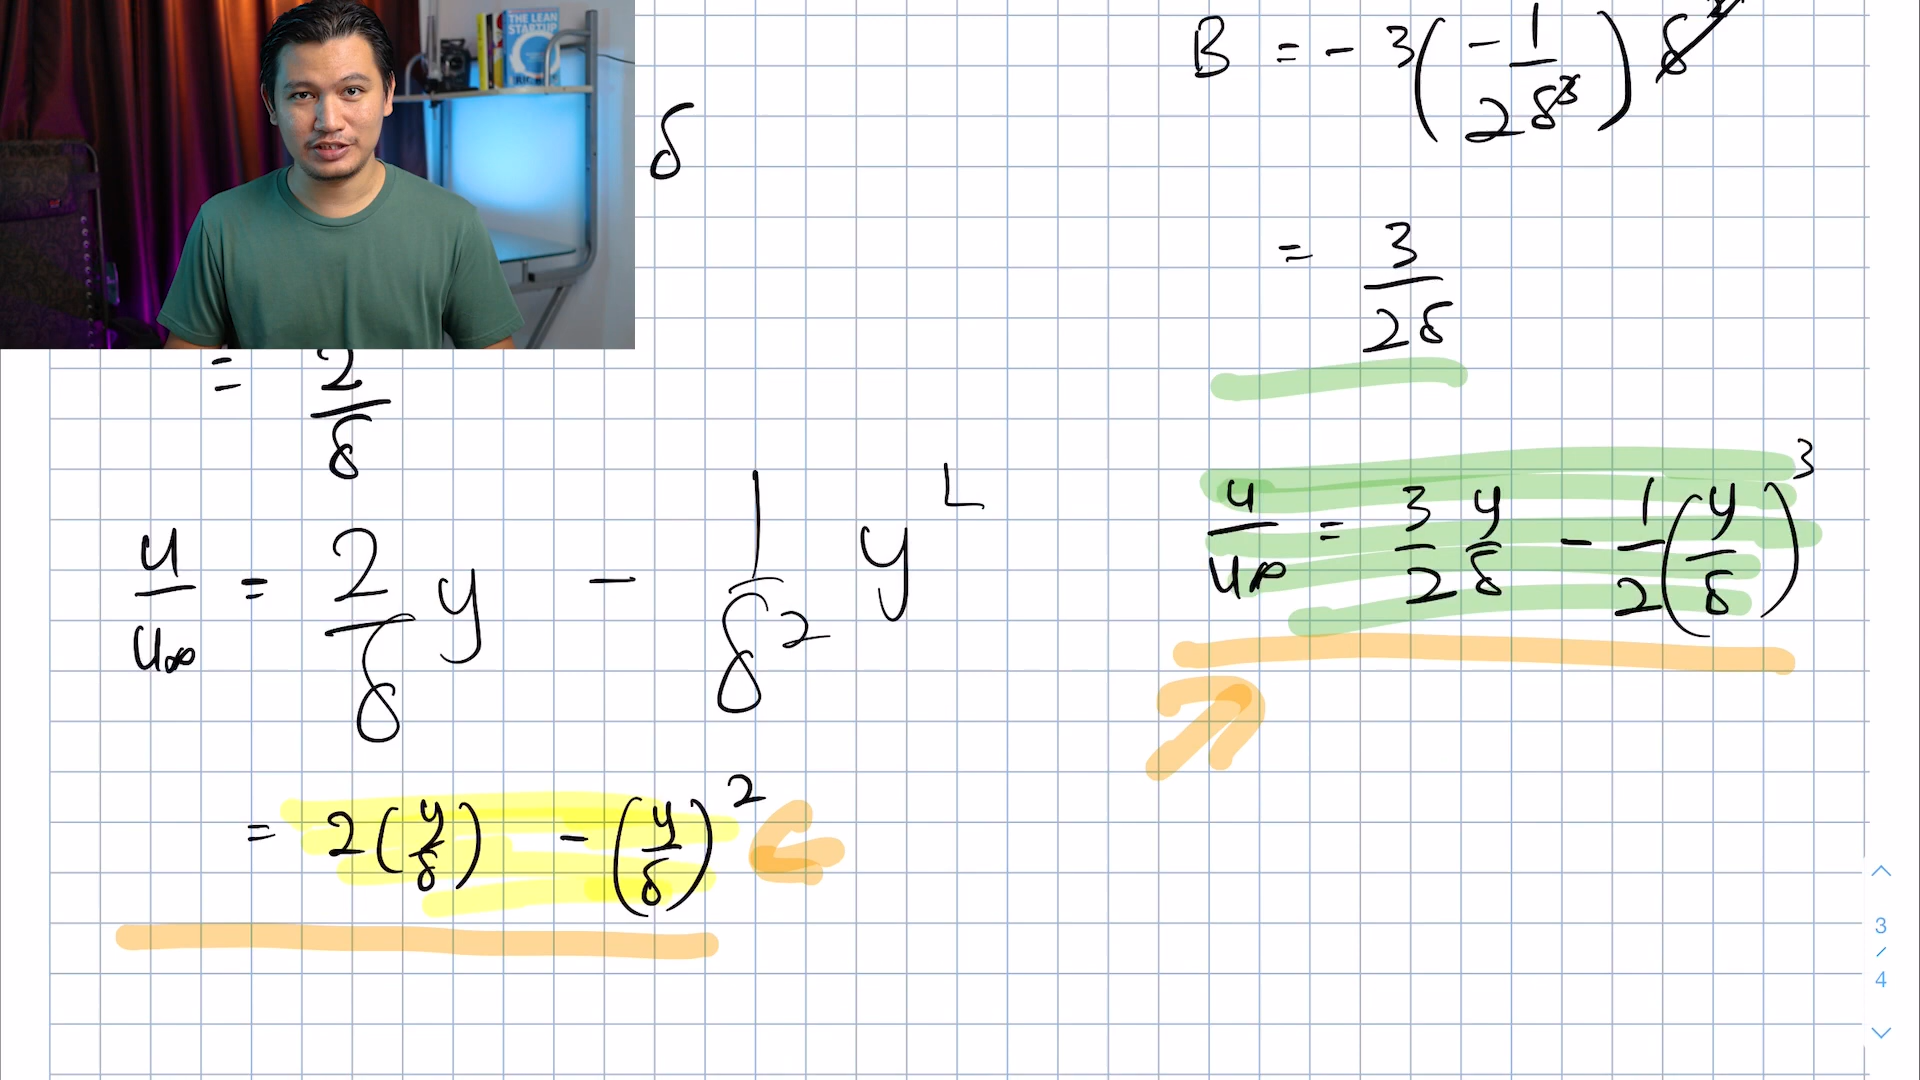 THE LEAN
STARTUP
δ
= 2/δ
u/u∞ = 2/δ y - 1/δ² y²
= 2(y/δ) - (y/δ)²
B = - 3(-1/2δ³) δ²
= 3/2δ
u/u∞ = 3/2 y/δ - 1/2(y/δ)³
3
/
4